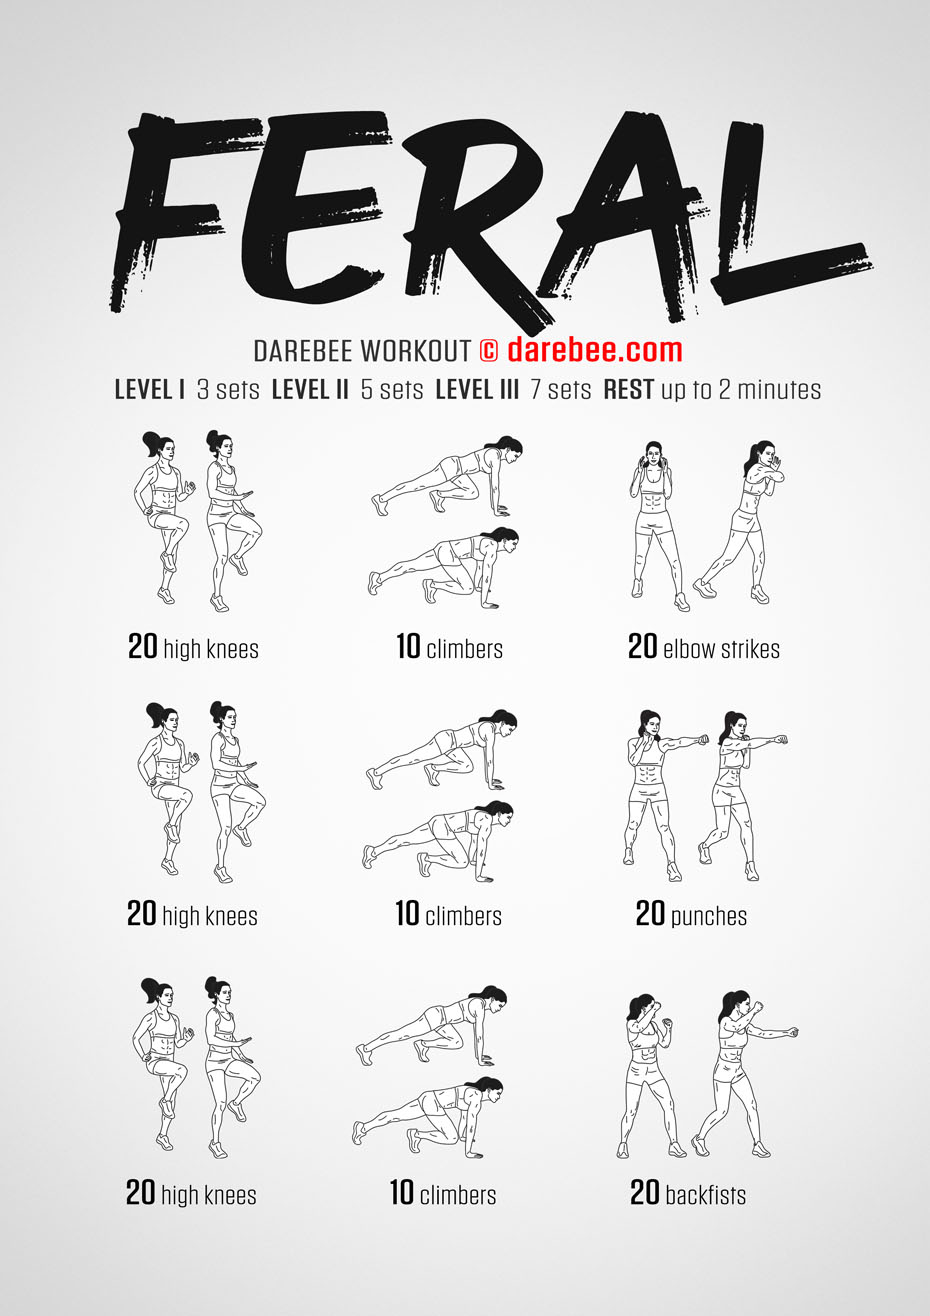 FERAL
DAREBEE WORKOUT © darebee.com
LEVEL I 3 sets LEVEL II 5 sets LEVEL III 7 sets REST up to 2 minutes
20 high knees
10 climbers
20 elbow strikes
20 high knees
10 climbers
20 punches
20 high knees
10 climbers
20 backfists